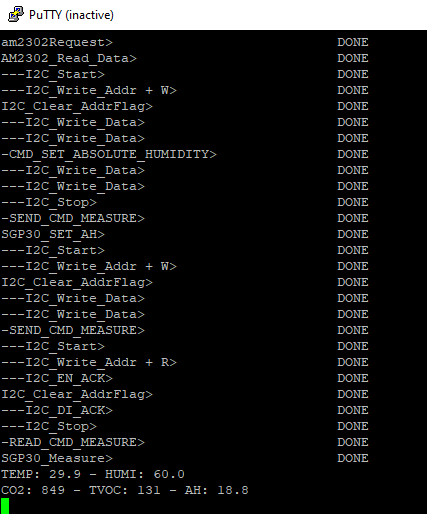 PuTTY (inactive)
am2302Request> DONE
AM2302_Read_Data> DONE
---I2C_Start> DONE
---I2C_Write_Addr + W> DONE
I2C_Clear_AddrFlag> DONE
---I2C_Write_Data> DONE
---I2C_Write_Data> DONE
-CMD_SET_ABSOLUTE_HUMIDITY> DONE
---I2C_Write_Data> DONE
---I2C_Write_Data> DONE
---I2C_Stop> DONE
-SEND_CMD_MEASURE> DONE
SGP30_SET_AH> DONE
---I2C_Start> DONE
---I2C_Write_Addr + W> DONE
I2C_Clear_AddrFlag> DONE
---I2C_Write_Data> DONE
---I2C_Write_Data> DONE
-SEND_CMD_MEASURE> DONE
---I2C_Start> DONE
---I2C_Write_Addr + R> DONE
---I2C_EN_ACK> DONE
I2C_Clear_AddrFlag> DONE
---I2C_DI_ACK> DONE
---I2C_Stop> DONE
-READ_CMD_MEASURE> DONE
SGP30_Measure> DONE
TEMP: 29.9 - HUMI: 60.0
CO2: 849 - TVOC: 131 - AH: 18.8